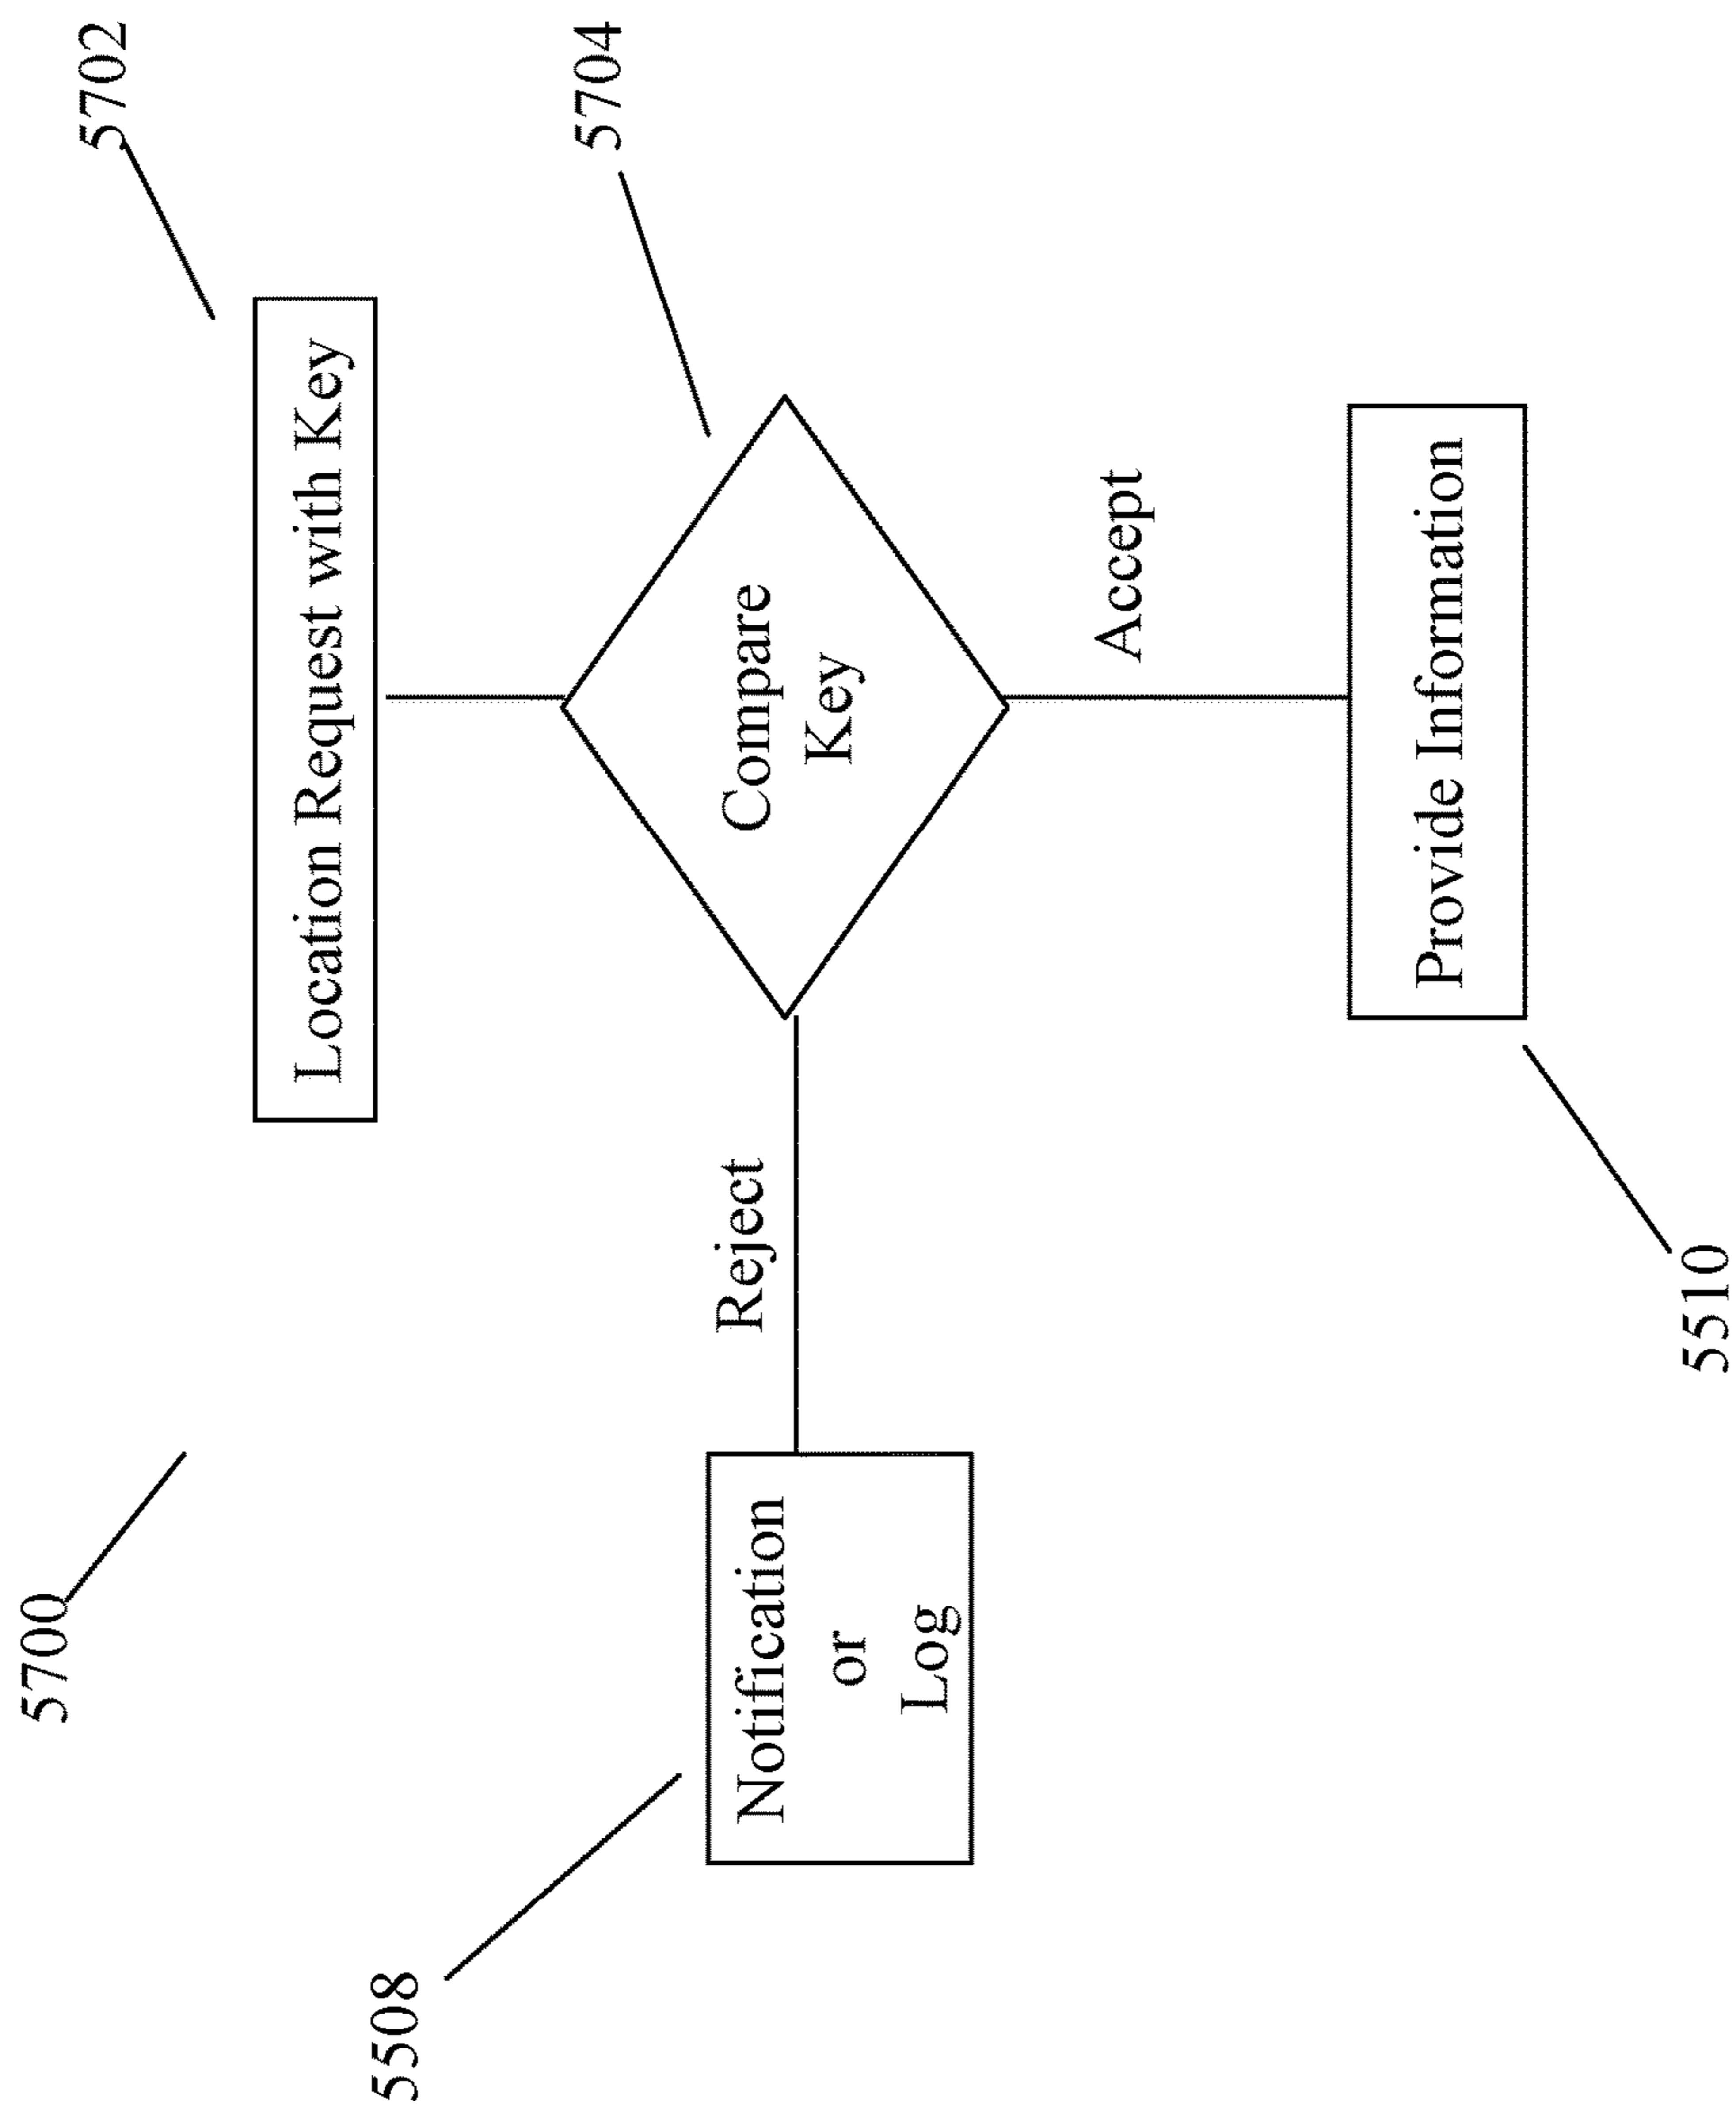 5700
5702
Location Request with Key
5704
Compare
Key
Reject
Notification
or
Log
5508
Accept
Provide Information
5510